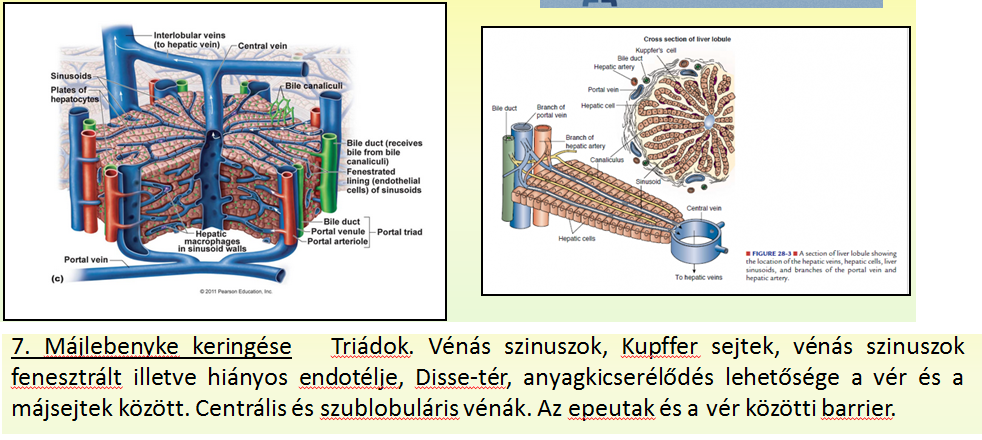 Interlobular veins
(to hepatic vein)
Central vein
Sinusoids
Plates of
hepatocytes
Bile canaliculi
Bile duct (receives
bile from bile
canaliculi)
Fenestrated
lining (endothelial
cells) of sinusoids
Bile duct
Portal venule
Portal arteriole
Portal triad
Hepatic
macrophages
in sinusoid walls
Portal vein
(c)
© 2011 Pearson Education, Inc.
Cross section of liver lobule
Kupffer's cell
Bile duct
Hepatic artery
Portal vein
Hepatic cell
Bile duct
Branch of
portal vein
Branch of
hepatic artery
Canaliculus
Sinusoid
Central vein
Hepatic cells
To hepatic veins
■ FIGURE 28-3 ■ A section of liver lobule showing
the location of the hepatic veins, hepatic cells, liver
sinusoids, and branches of the portal vein and
hepatic artery.
7. Májlebenyke keringése Triádok. Vénás szinuszok, Kupffer sejtek, vénás szinuszok
fenesztrált illetve hiányos endotélje, Disse-tér, anyagkicserélődés lehetősége a vér és a
májsejtek között. Centrális és szublobuláris vénák. Az epeutak és a vér közötti barrier.